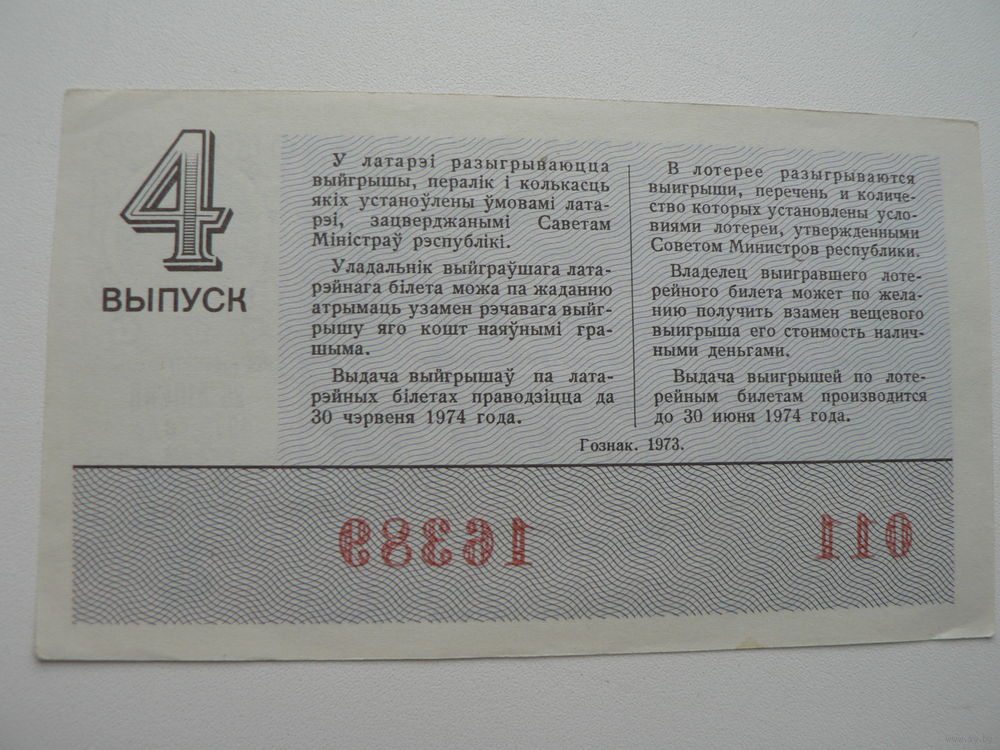 4
ВЫПУСК
У латарэі разыгрываюцца
выйгрышы, пералік і колькасць
якіх устаноўлены ўмовамі лата-
рэі, зацверджанымі Саветам
Міністраў рэспублікі.
Уладальнік выйграўшага лата-
рэйнага білета можа па жаданню
атрымаць узамен рэчавага выйг-
рышу яго кошт наяўнымі гра-
шыма.
Выдача выйгрышаў па лата-
рэйных білетах праводзіцца да
30 чэрвеня 1974 года.
В лотерее разыгрываются
выигрыши, перечень и количе-
ство которых установлены усло-
виями лотереи, утвержденными
Советом Министров республики.
Владелец выигравшего лоте-
рейного билета может по жела-
нию получить взамен вещевого
выигрыша его стоимость налич-
ными деньгами.
Выдача выигрышей по лоте-
рейным билетам производится
до 30 июня 1974 года.
Гознак. 1973.
16389
011